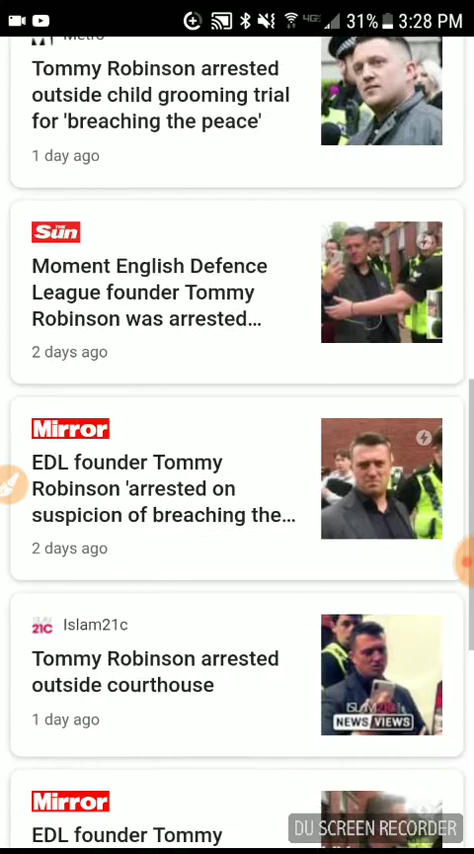 4G 31% 3:28 PM
Metro
Tommy Robinson arrested
outside child grooming trial
for 'breaching the peace'
1 day ago
THE Sun
Moment English Defence
League founder Tommy
Robinson was arrested...
2 days ago
Mirror
EDL founder Tommy
Robinson 'arrested on
suspicion of breaching the...
2 days ago
21C Islam21c
Tommy Robinson arrested
outside courthouse
1 day ago
ISLAM21C
NEWS VIEWS
Mirror
EDL founder Tommy
DU SCREEN RECORDER